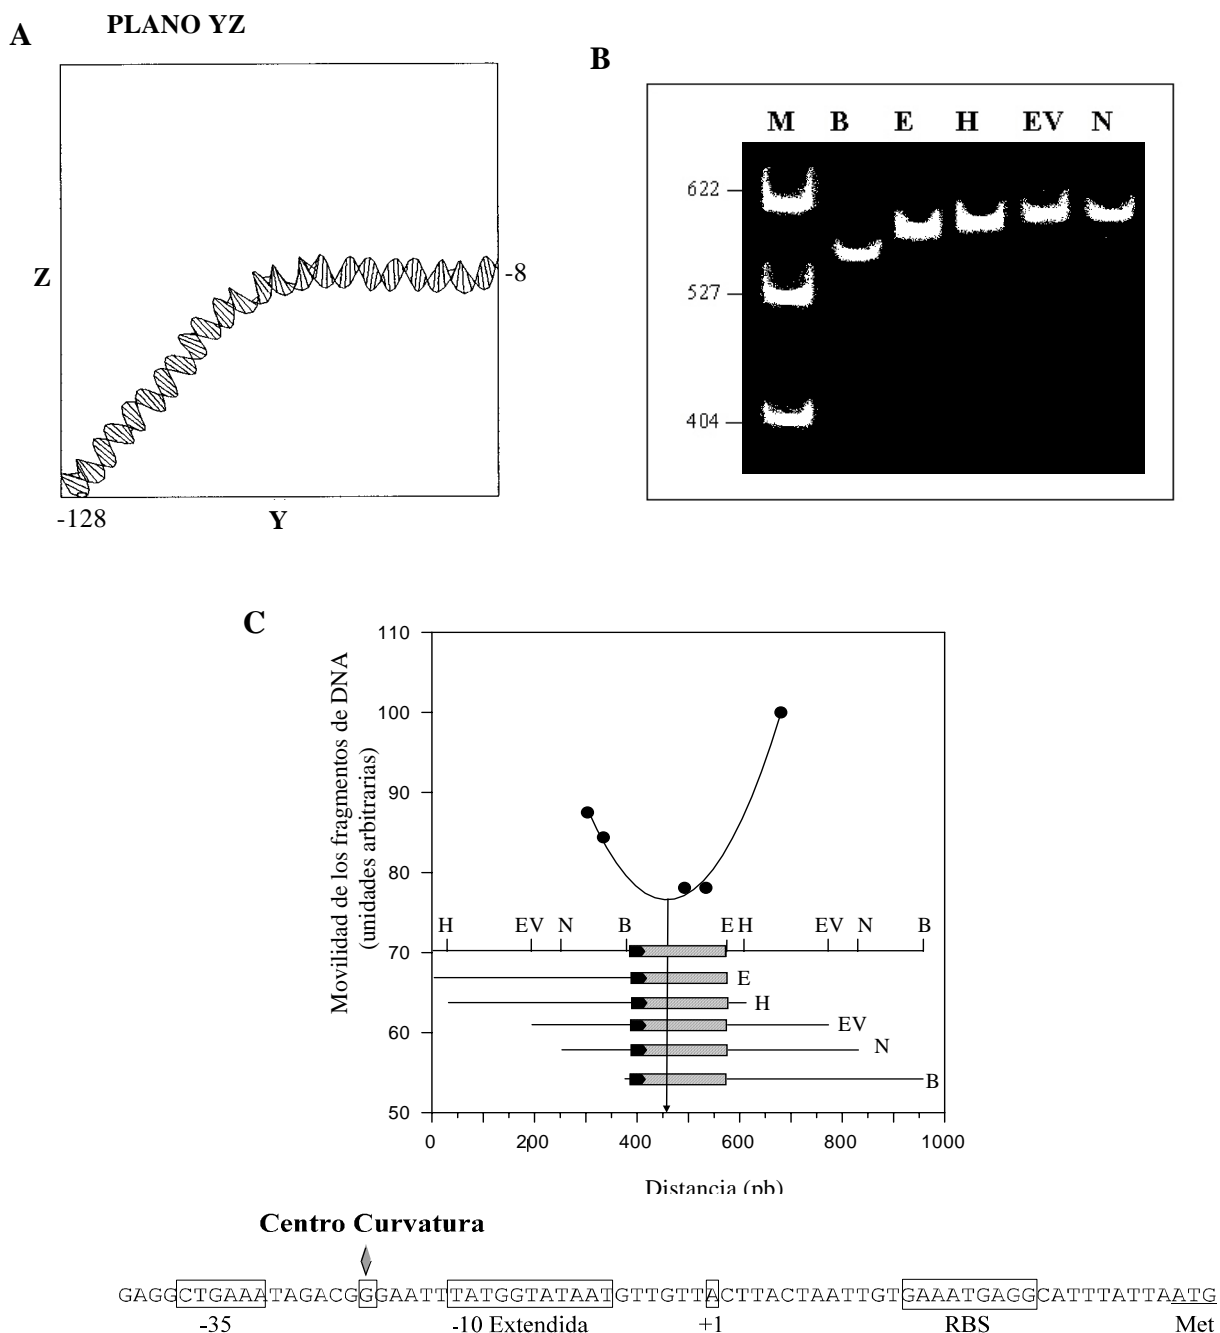 A
PLANO YZ
Z
-8
-128
Y
B
M B E H EV N
622
527
404
C
Movilidad de los fragmentos de DNA
(unidades arbitrarias)
110
100
90
80
70
60
50
H EV N B E H EV N B
E
H
EV
N
B
0 200 400 600 800 1000
Distancia (pb)
Centro Curvatura
GAGGCTGAAATAGACGGGAATTTATGGTATAATGTTGTTACTTACTAATTGTGAAATGAGGCATTTATTAATG
-35 -10 Extendida +1 RBS Met